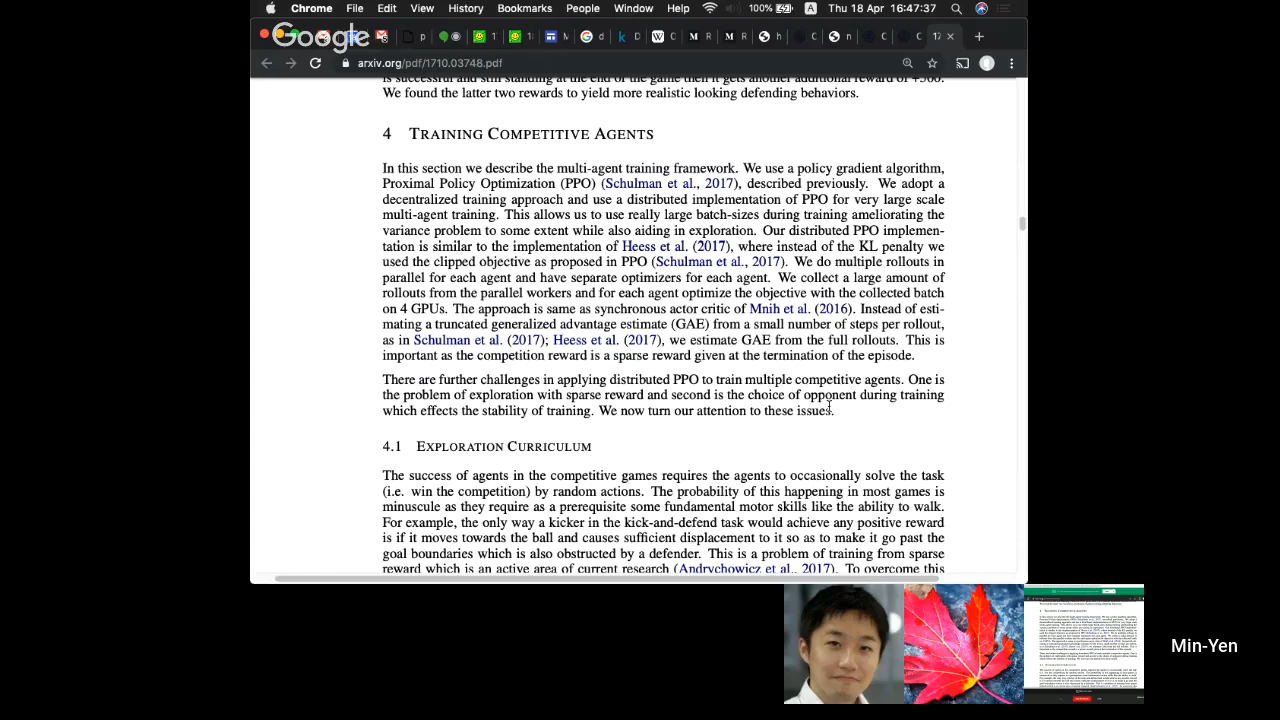 Chrome File Edit View History Bookmarks People Window Help 100% A Thu 18 Apr 16:47:37
Google
arxiv.org/pdf/1710.03748.pdf
is successful and still standing at the end of the game then it gets another additional reward of +500.
We found the latter two rewards to yield more realistic looking defending behaviors.
4 TRAINING COMPETITIVE AGENTS
In this section we describe the multi-agent training framework. We use a policy gradient algorithm,
Proximal Policy Optimization (PPO) (Schulman et al., 2017), described previously. We adopt a
decentralized training approach and use a distributed implementation of PPO for very large scale
multi-agent training. This allows us to use really large batch-sizes during training ameliorating the
variance problem to some extent while also aiding in exploration. Our distributed PPO implemen-
tation is similar to the implementation of Heess et al. (2017), where instead of the KL penalty we
used the clipped objective as proposed in PPO (Schulman et al., 2017). We do multiple rollouts in
parallel for each agent and have separate optimizers for each agent. We collect a large amount of
rollouts from the parallel workers and for each agent optimize the objective with the collected batch
on 4 GPUs. The approach is same as synchronous actor critic of Mnih et al. (2016). Instead of esti-
mating a truncated generalized advantage estimate (GAE) from a small number of steps per rollout,
as in Schulman et al. (2017); Heess et al. (2017), we estimate GAE from the full rollouts. This is
important as the competition reward is a sparse reward given at the termination of the episode.
There are further challenges in applying distributed PPO to train multiple competitive agents. One is
the problem of exploration with sparse reward and second is the choice of opponent during training
which effects the stability of training. We now turn our attention to these issues.
4.1 EXPLORATION CURRICULUM
The success of agents in the competitive games requires the agents to occasionally solve the task
(i.e. win the competition) by random actions. The probability of this happening in most games is
minuscule as they require as a prerequisite some fundamental motor skills like the ability to walk.
For example, the only way a kicker in the kick-and-defend task would achieve any positive reward
is if it moves towards the ball and causes sufficient displacement to it so as to make it go past the
goal boundaries which is also obstructed by a defender. This is a problem of training from sparse
reward which is an active area of current research (Andrychowicz et al., 2017). To overcome this
Min-Yen